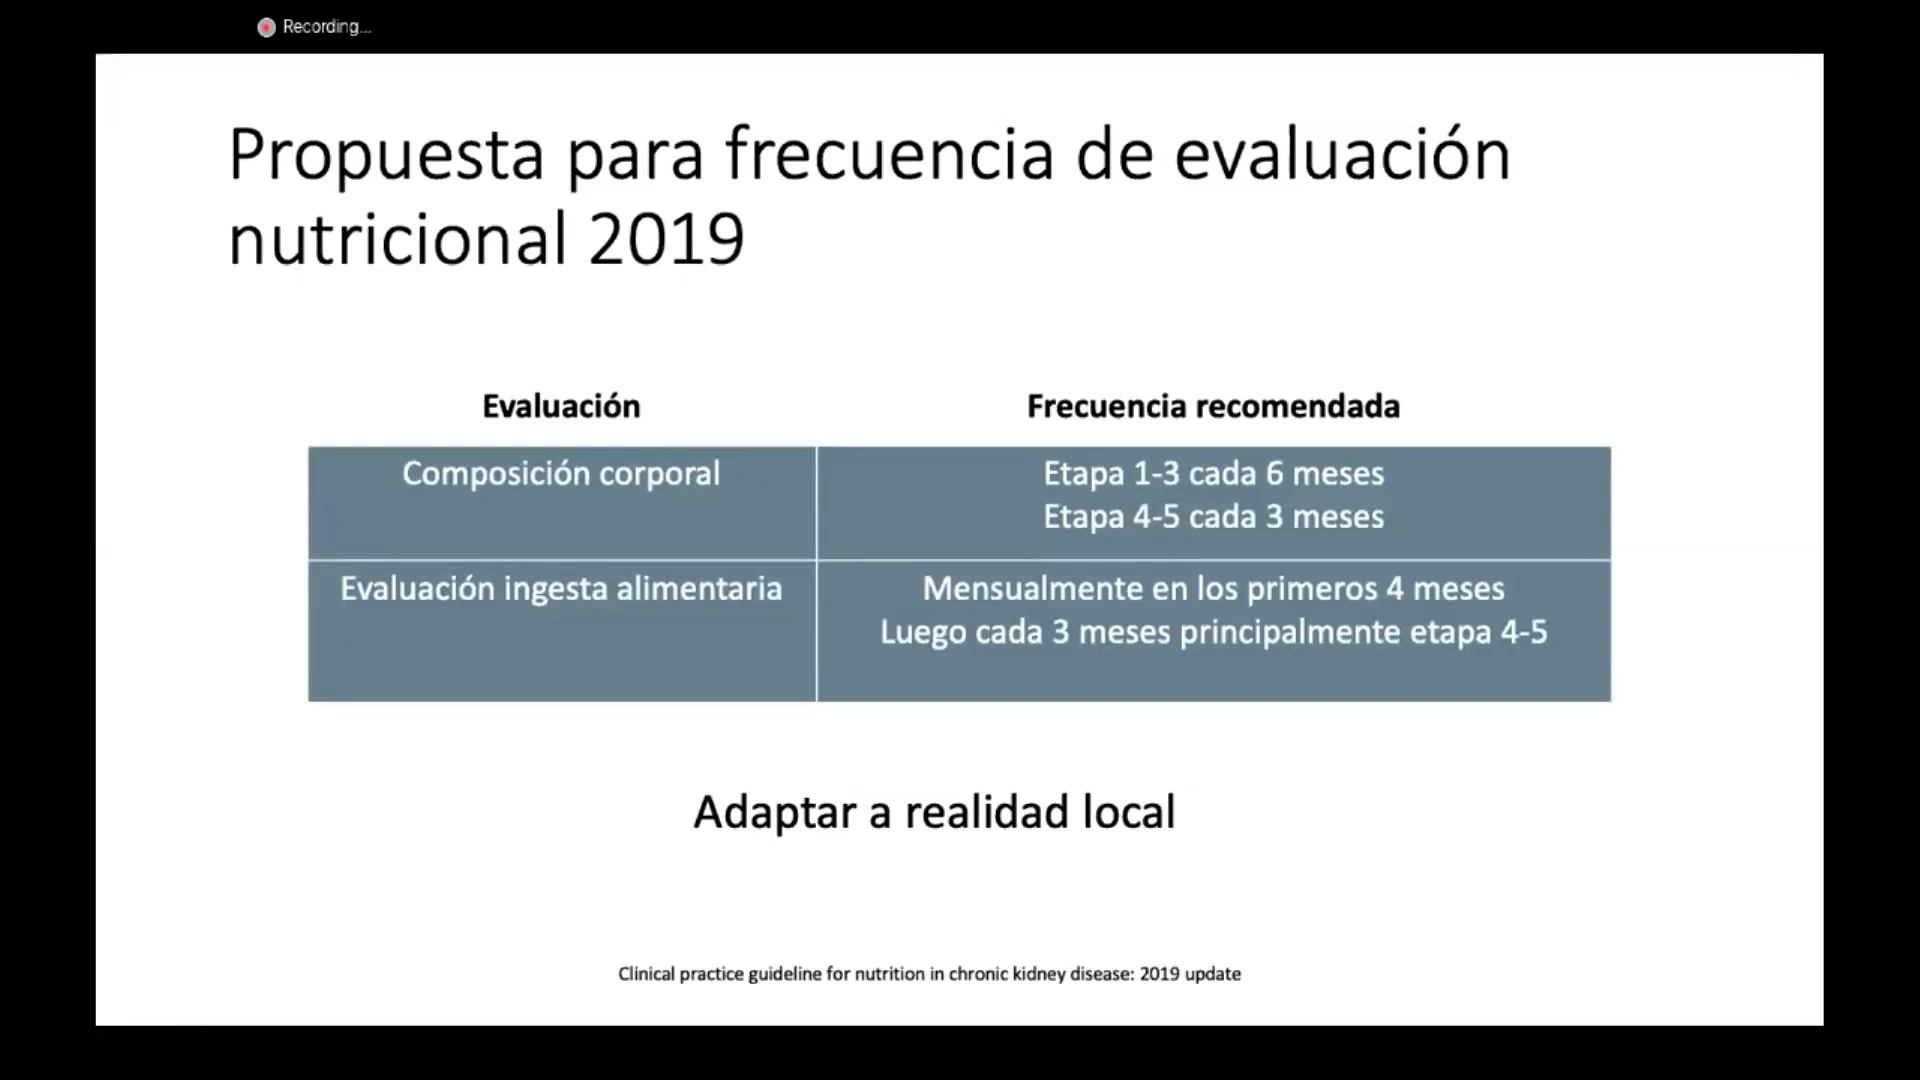 Recording...
Propuesta para frecuencia de evaluación
nutricional 2019
Evaluación
Frecuencia recomendada
Composición corporal
Etapa 1-3 cada 6 meses
Etapa 4-5 cada 3 meses
Evaluación ingesta alimentaria
Mensualmente en los primeros 4 meses
Luego cada 3 meses principalmente etapa 4-5
Adaptar a realidad local
Clinical practice guideline for nutrition in chronic kidney disease: 2019 update